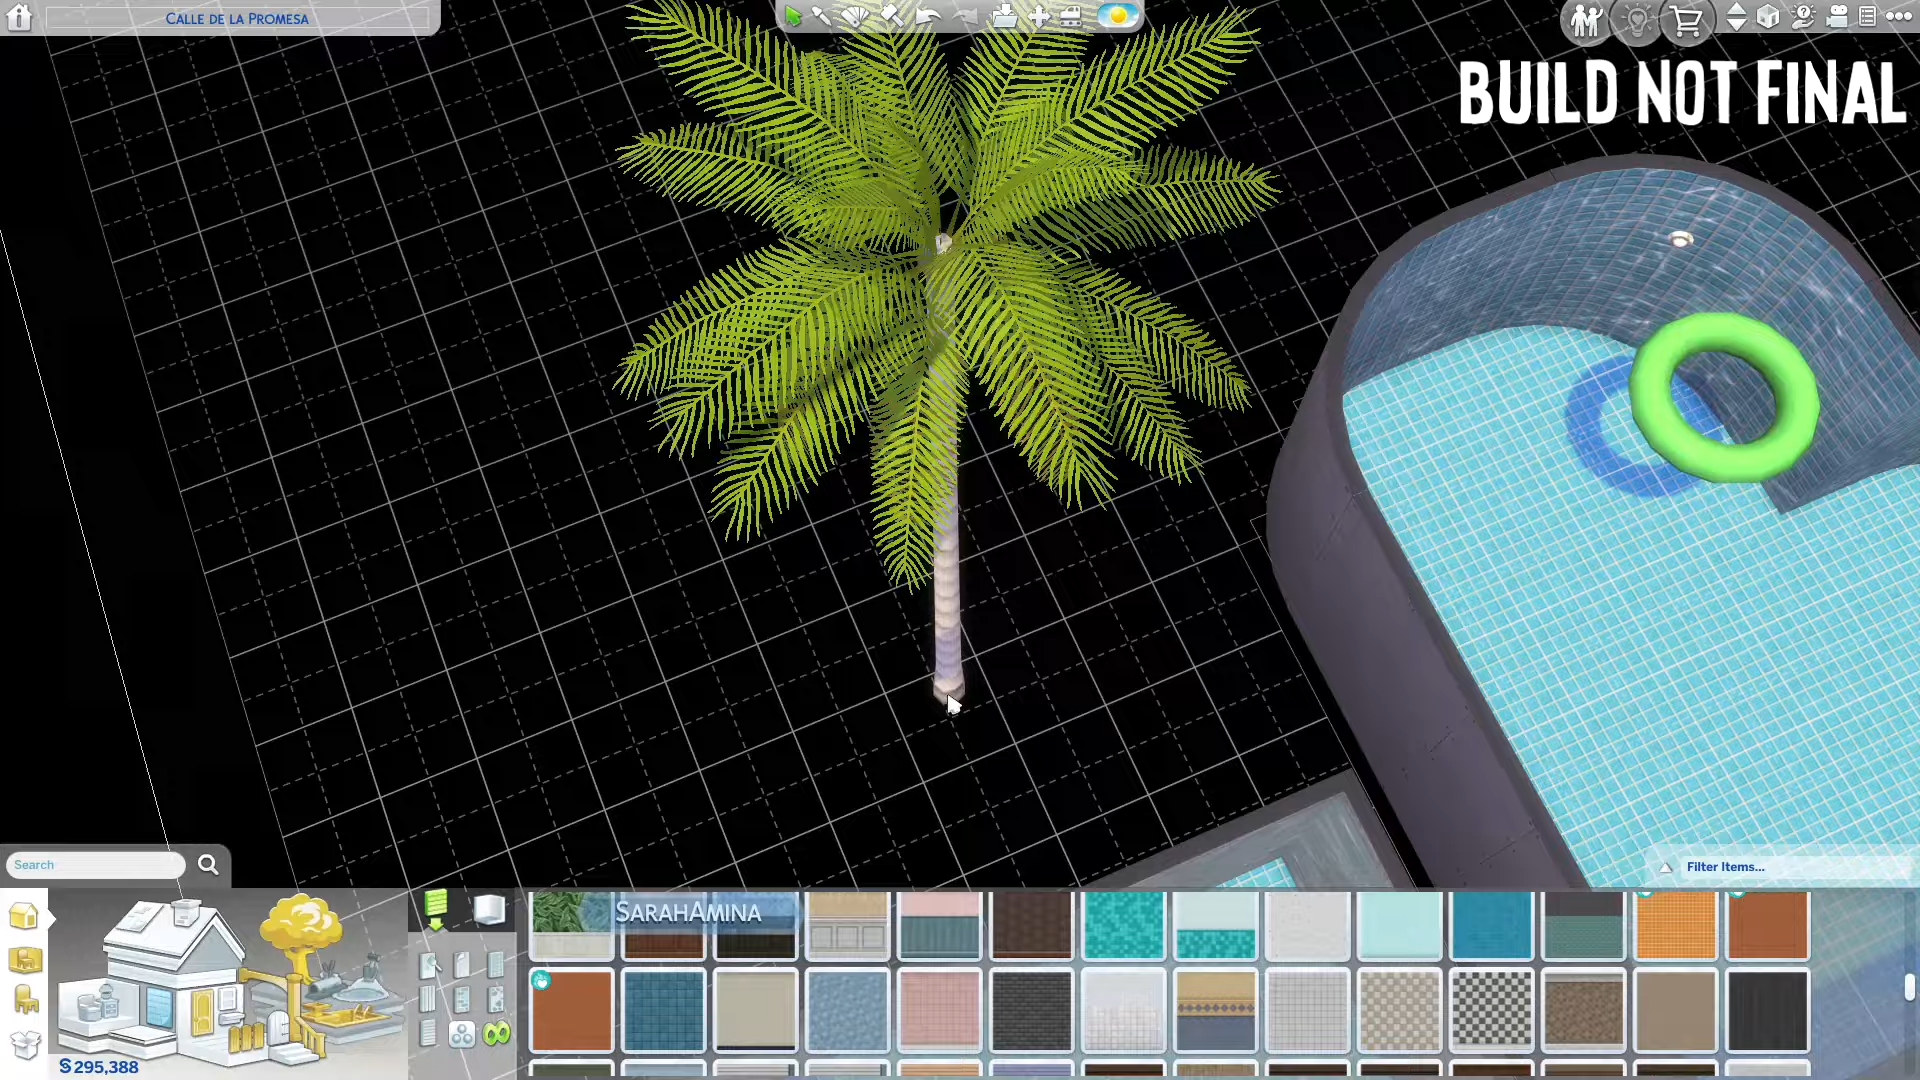 CALLE DE LA PROMESA
BUILD NOT FINAL
Search
Filter Items...
SARAHAMINA
§295,388